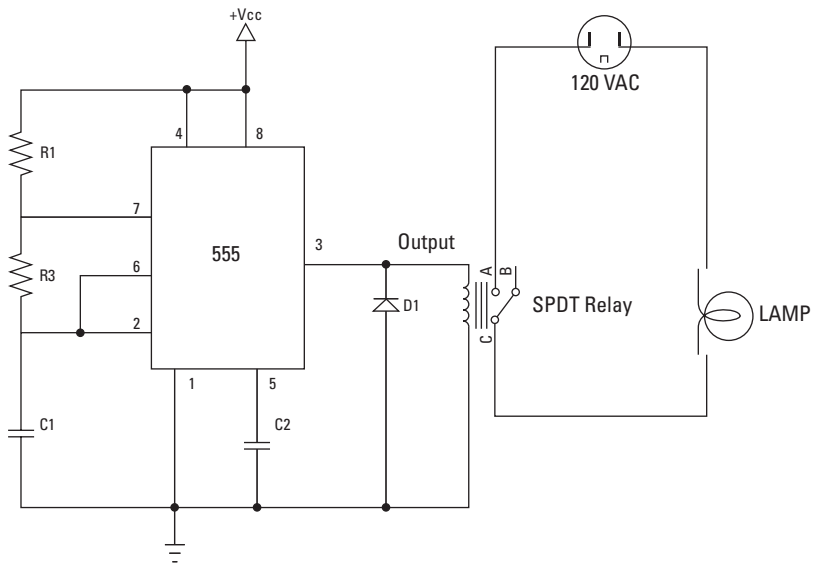 +Vcc
120 VAC
4
8
R1
7
555
3
Output
A
B
R3
6
D1
SPDT Relay
LAMP
2
C
1
5
C1
C2